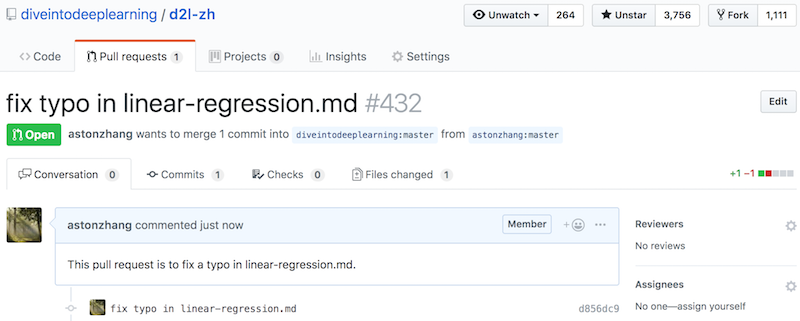 diveintodeeplearning / d2l-zh Unwatch 264 Unstar 3,756 Fork 1,111
Code Pull requests 1 Projects 0 Insights Settings
fix typo in linear-regression.md #432 Edit
Open astonzhang wants to merge 1 commit into diveintodeeplearning:master from astonzhang:master
Conversation 0 Commits 1 Checks 0 Files changed 1 +1 −1
astonzhang commented just now Member + ···
This pull request is to fix a typo in linear-regression.md.
fix typo in linear-regression.md d856dc9
Reviewers
No reviews
Assignees
No one—assign yourself